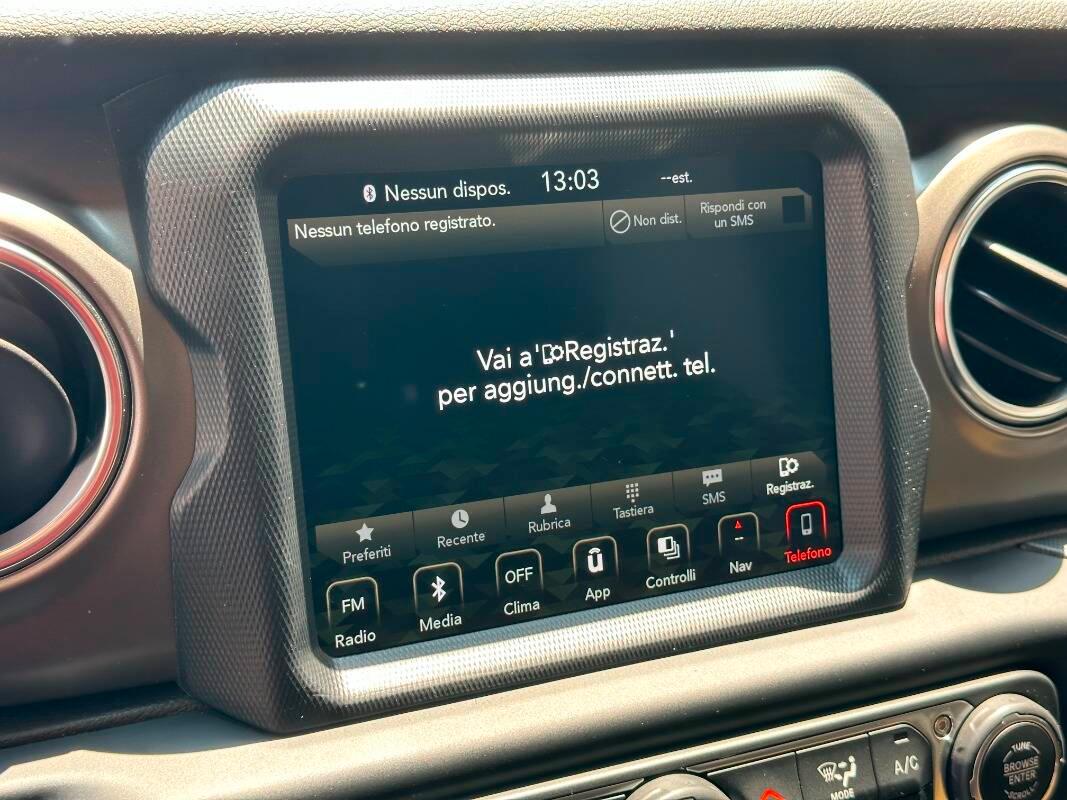 Nessun dispos. 13:03 --est.
Nessun telefono registrato. Non dist. Rispondi con
un SMS
Vai a'Registraz.'
per aggiung./connett. tel.
Preferiti Recente Rubrica Tastiera SMS Registraz.
FM OFF
Radio Media Clima App Controlli Nav Telefono
MODE A/C
TUNE
BROWSE
ENTER
SCROLL